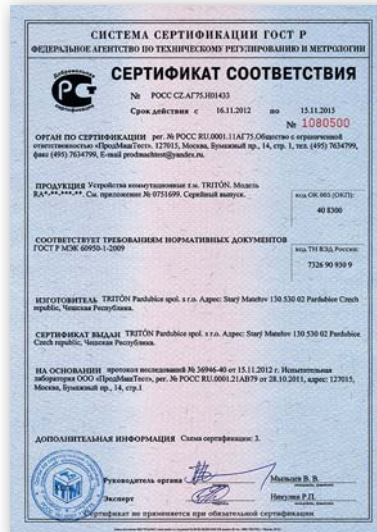 СИСТЕМА СЕРТИФИКАЦИИ ГОСТ Р
ФЕДЕРАЛЬНОЕ АГЕНТСТВО ПО ТЕХНИЧЕСКОМУ РЕГУЛИРОВАНИЮ И МЕТРОЛОГИИ
СЕРТИФИКАТ СООТВЕТСТВИЯ
№ РОСС CZ.АГ75.Н01433
Срок действия с 16.11.2012 по 15.11.2015
№ 1080500
ОРГАН ПО СЕРТИФИКАЦИИ рег. № РОСС RU.0001.11АГ75.Общество с ограниченной
ответственностью «ПродМашТест». 127015, Москва, Бумажный пр., 14, стр. 1, тел. (495) 7634799,
факс (495) 7634799, E-mail prodmachtest@yandex.ru.
ПРОДУКЦИЯ Устройства коммутационные т.м. TRITÓN. Модель
RA*-**-***-**. См. приложение № 0751699. Серийный выпуск.
код ОК 005 (ОКП):
40 8300
СООТВЕТСТВУЕТ ТРЕБОВАНИЯМ НОРМАТИВНЫХ ДОКУМЕНТОВ
ГОСТ Р МЭК 60950-1-2009
код ТН ВЭД России:
7326 90 950 9
ИЗГОТОВИТЕЛЬ TRITÓN Pardubice spol. s r.o. Адрес: Starý Mateřov 130.530 02 Pardubice Czech
republic, Чешская Республика.
СЕРТИФИКАТ ВЫДАН TRITÓN Pardubice spol. s r.o. Адрес: Starý Mateřov 130.530 02 Pardubice
Czech republic, Чешская Республика.
НА ОСНОВАНИИ протокол исследований № 36946-40 от 15.11.2012 г. Испытательная
лаборатория ООО «ПродМашТест», рег. № РОСС RU.0001.21АВ79 от 28.10.2011, адрес: 127015,
Москва, Бумажный пр., 14, стр.1
ДОПОЛНИТЕЛЬНАЯ ИНФОРМАЦИЯ Схема сертификации: 3.
Руководитель органа Мыльцев В. В.
Эксперт Никулин Р.П.
Сертификат не применяется при обязательной сертификации